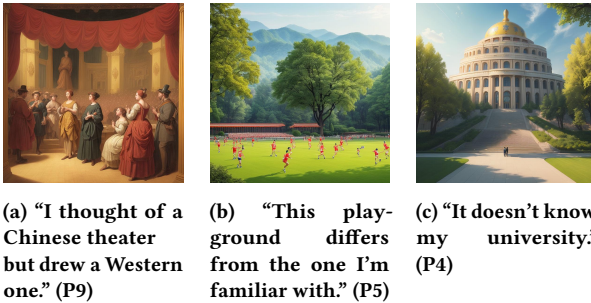 (a) "I thought of a
Chinese theater
but drew a Western
one." (P9)
(b) "This play-
ground differs
from the one I'm
familiar with." (P5)
(c) "It doesn't know
my university."
(P4)